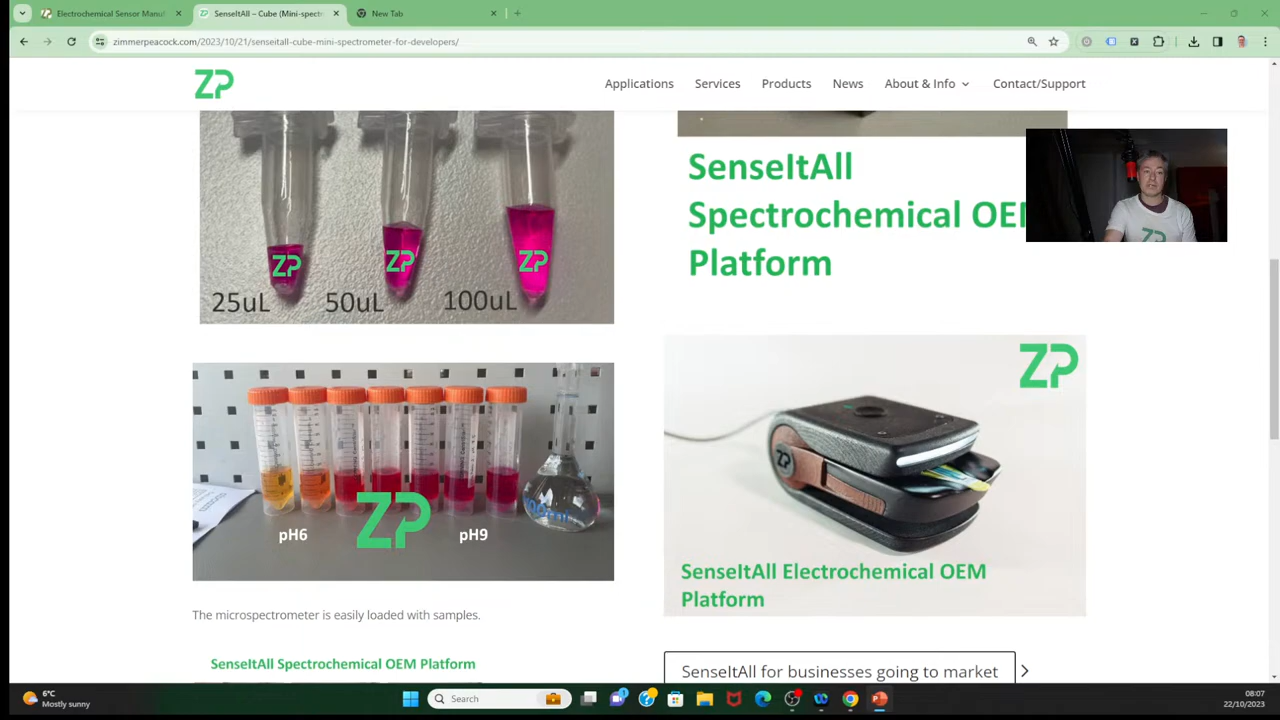 Electrochemical Sensor Manuf
SenseItAll – Cube (Mini-spectr
New Tab
zimmerpeacock.com/2023/10/21/senseitall-cube-mini-spectrometer-for-developers/
ZP
Applications
Services
Products
News
About & Info
Contact/Support
ZP ZP ZP
25uL 50uL 100uL
SenseItAll
Spectrochemical OEM
Platform
ZP
ZP
ZP
pH6 pH9
ZP
SenseItAll Electrochemical OEM
Platform
The microspectrometer is easily loaded with samples.
SenseItAll Spectrochemical OEM Platform
SenseItAll for businesses going to market
6°C
Mostly sunny
Search
08:07
22/10/2023